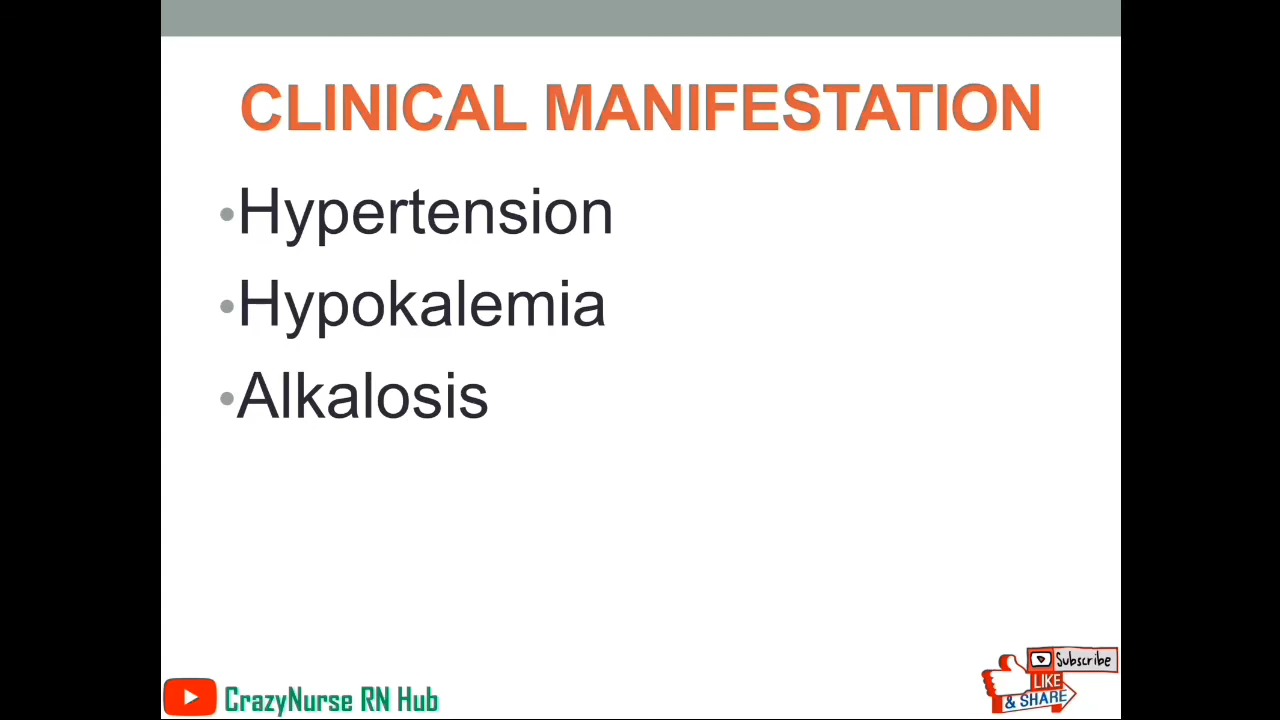 CLINICAL MANIFESTATION
•Hypertension
•Hypokalemia
•Alkalosis
Subscribe
LIKE
& SHARE
CrazyNurse RN Hub